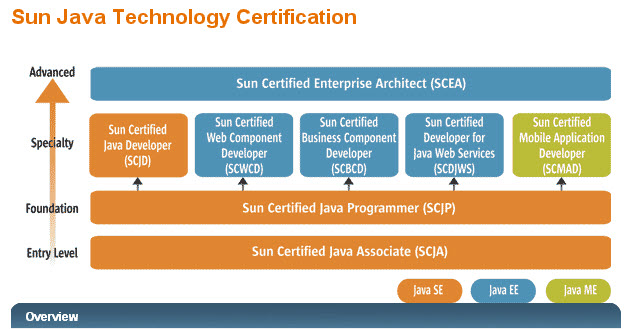 Sun Java Technology Certification
Advanced
Sun Certified Enterprise Architect (SCEA)
Specialty
Sun Certified
Java Developer
(SCJD)
Sun Certified
Web Component
Developer
(SCWCD)
Sun Certified
Business Component
Developer
(SCBCD)
Sun Certified
Developer for
Java Web Services
(SCDJWS)
Sun Certified
Mobile Application
Developer
(SCMAD)
Foundation
Sun Certified Java Programmer (SCJP)
Entry Level
Sun Certified Java Associate (SCJA)
Java SE
Java EE
Java ME
Overview